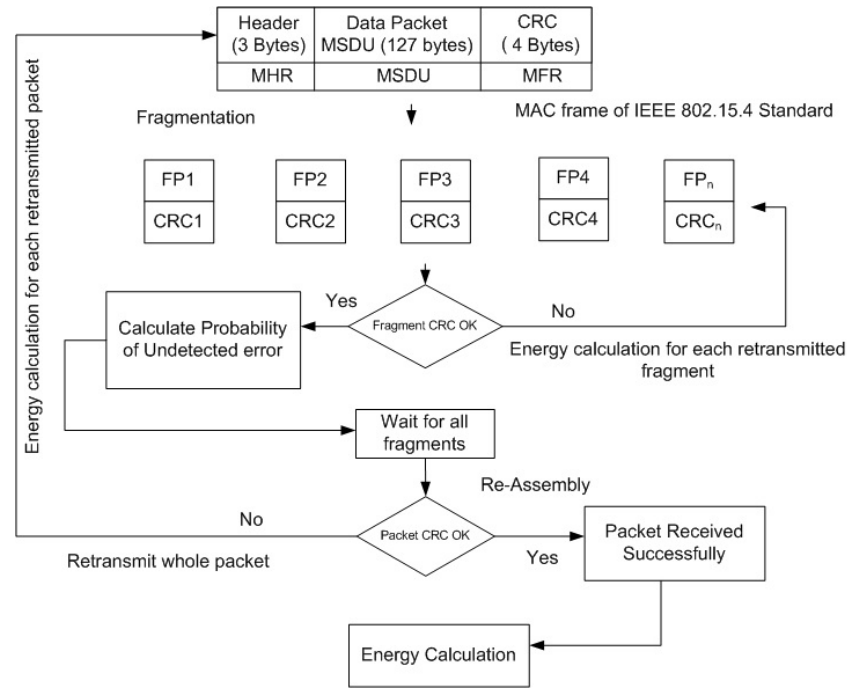 Header Data Packet CRC
(3 Bytes) MSDU (127 bytes) ( 4 Bytes)
MHR MSDU MFR
MAC frame of IEEE 802.15.4 Standard
Fragmentation
FP1 FP2 FP3 FP4 FPn
CRC1 CRC2 CRC3 CRC4 CRCn
Energy calculation for each retransmitted packet
Yes
Fragment CRC OK
No
Calculate Probability
of Undetected error
Energy calculation for each retransmitted
fragment
Wait for all
fragments
Re-Assembly
No
Packet CRC OK
Yes
Retransmit whole packet
Packet Received
Successfully
Energy Calculation